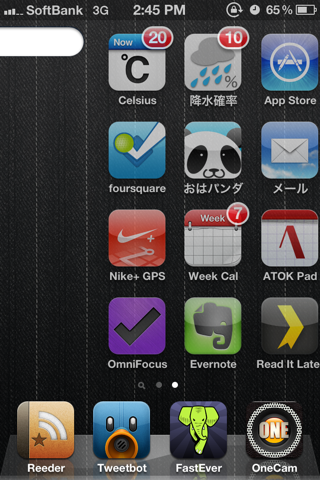 SoftBank 3G 2:45 PM 65%
Now 20 10
°C
Celsius 降水確率 App Store
foursquare おはパンダ メール
Week 7
Nike+ GPS Week Cal ATOK Pad
OmniFocus Evernote Read It Late
ONE
Reeder Tweetbot FastEver OneCam